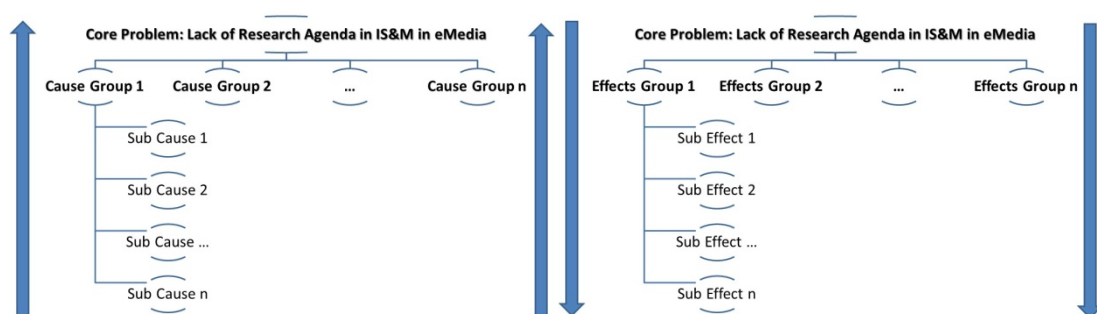 Core Problem: Lack of Research Agenda in IS&M in eMedia
Cause Group 1 Cause Group 2 ... Cause Group n
Sub Cause 1
Sub Cause 2
Sub Cause ...
Sub Cause n
Core Problem: Lack of Research Agenda in IS&M in eMedia
Effects Group 1 Effects Group 2 ... Effects Group n
Sub Effect 1
Sub Effect 2
Sub Effect ...
Sub Effect n